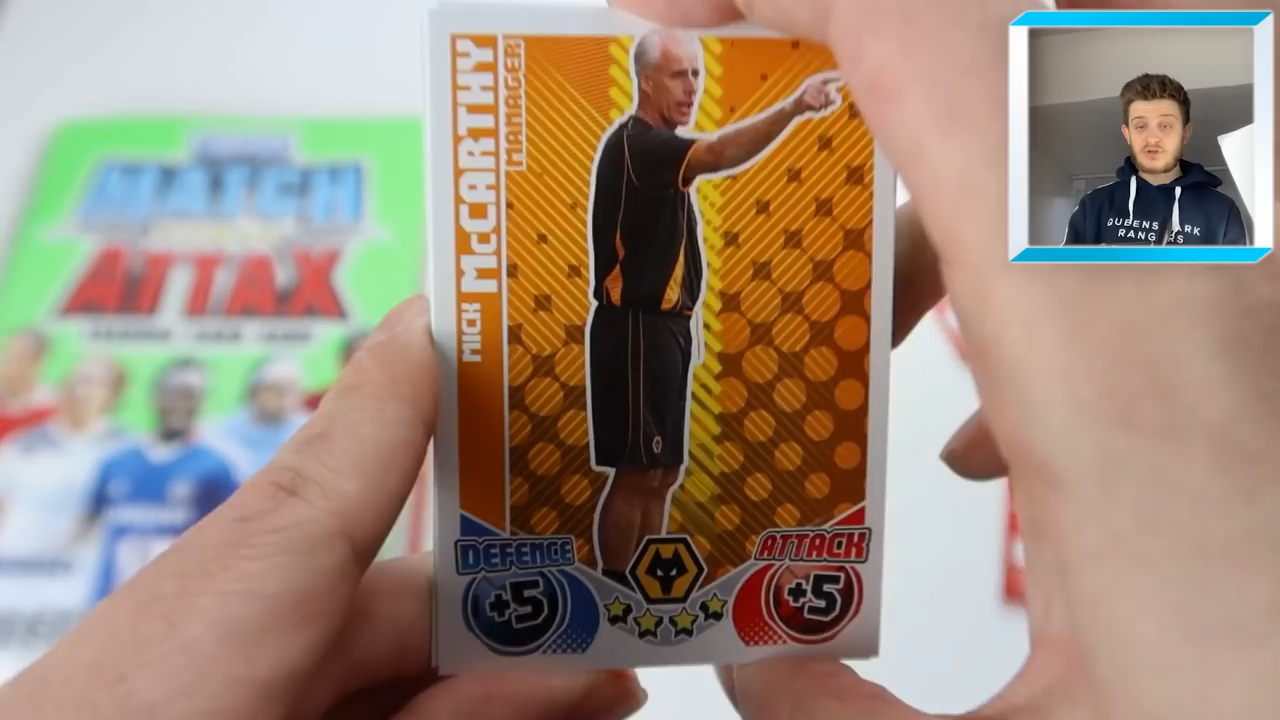 MATCH
ATTAX
MICK McCARTHY
MANAGER
DEFENCE
+5
ATTACK
+5
QUEENS PARK
RANGERS